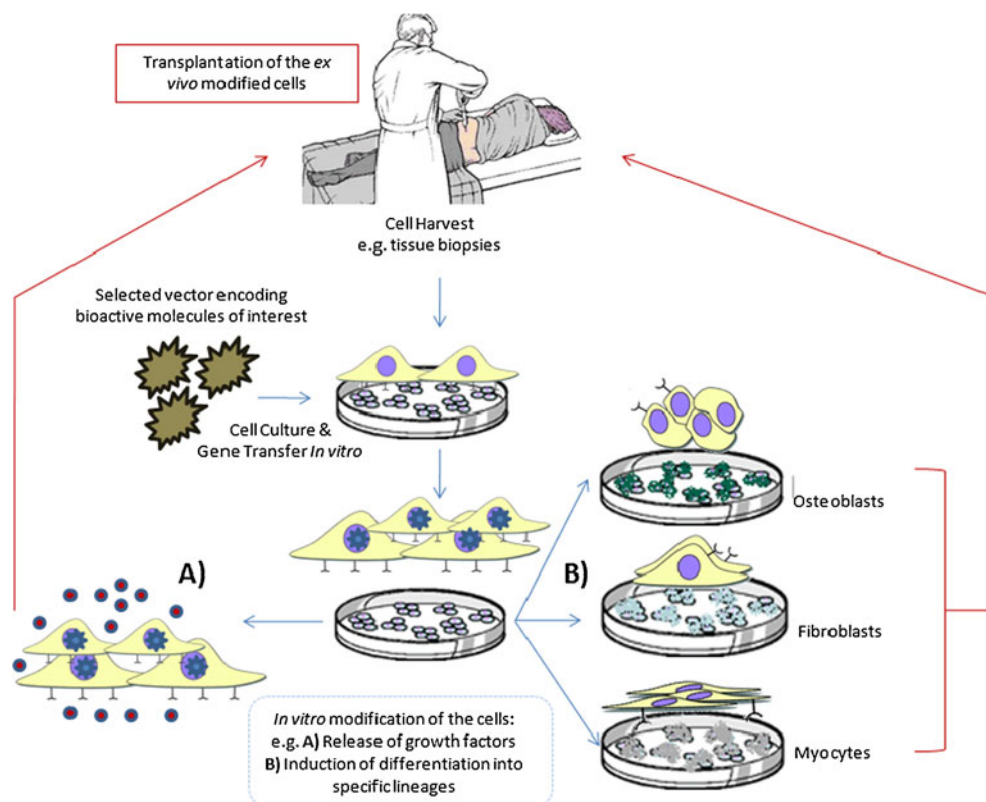 Transplantation of the ex
vivo modified cells
Cell Harvest
e.g. tissue biopsies
Selected vector encoding
bioactive molecules of interest
Cell Culture &
Gene Transfer In vitro
A)
B)
Osteoblasts
Fibroblasts
Myocytes
In vitro modification of the cells:
e.g. A) Release of growth factors
B) Induction of differentiation into
specific lineages